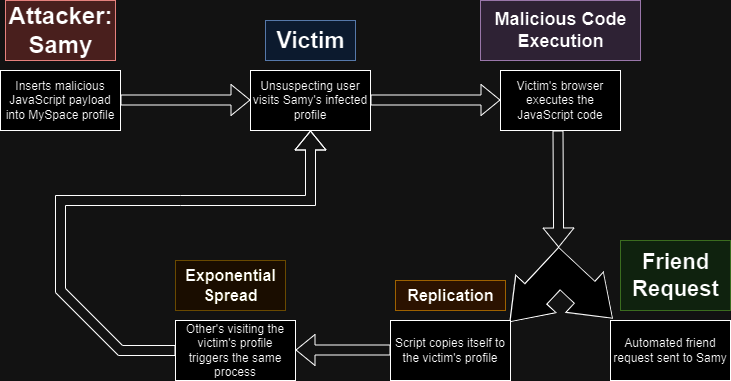 Attacker:
Samy
Inserts malicious
JavaScript payload
into MySpace profile
Victim
Unsuspecting user
visits Samy's infected
profile
Malicious Code
Execution
Victim's browser
executes the
JavaScript code
Friend
Request
Automated friend
request sent to Samy
Replication
Script copies itself to
the victim's profile
Exponential
Spread
Other's visiting the
victim's profile
triggers the same
process